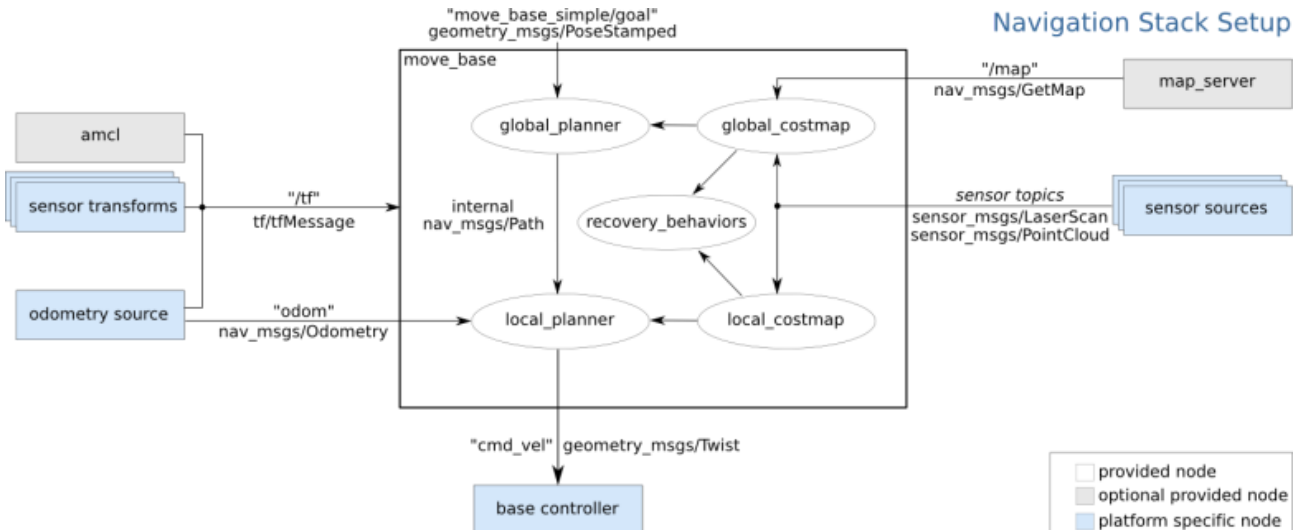 "move_base_simple/goal"
geometry_msgs/PoseStamped
Navigation Stack Setup
move_base
"/map"
nav_msgs/GetMap
map_server
global_planner
global_costmap
amcl
sensor transforms
"/tf"
tf/tfMessage
internal
nav_msgs/Path
recovery_behaviors
sensor topics
sensor_msgs/LaserScan
sensor_msgs/PointCloud
sensor sources
odometry source
"odom"
nav_msgs/Odometry
local_planner
local_costmap
"cmd_vel" geometry_msgs/Twist
base controller
provided node
optional provided node
platform specific node